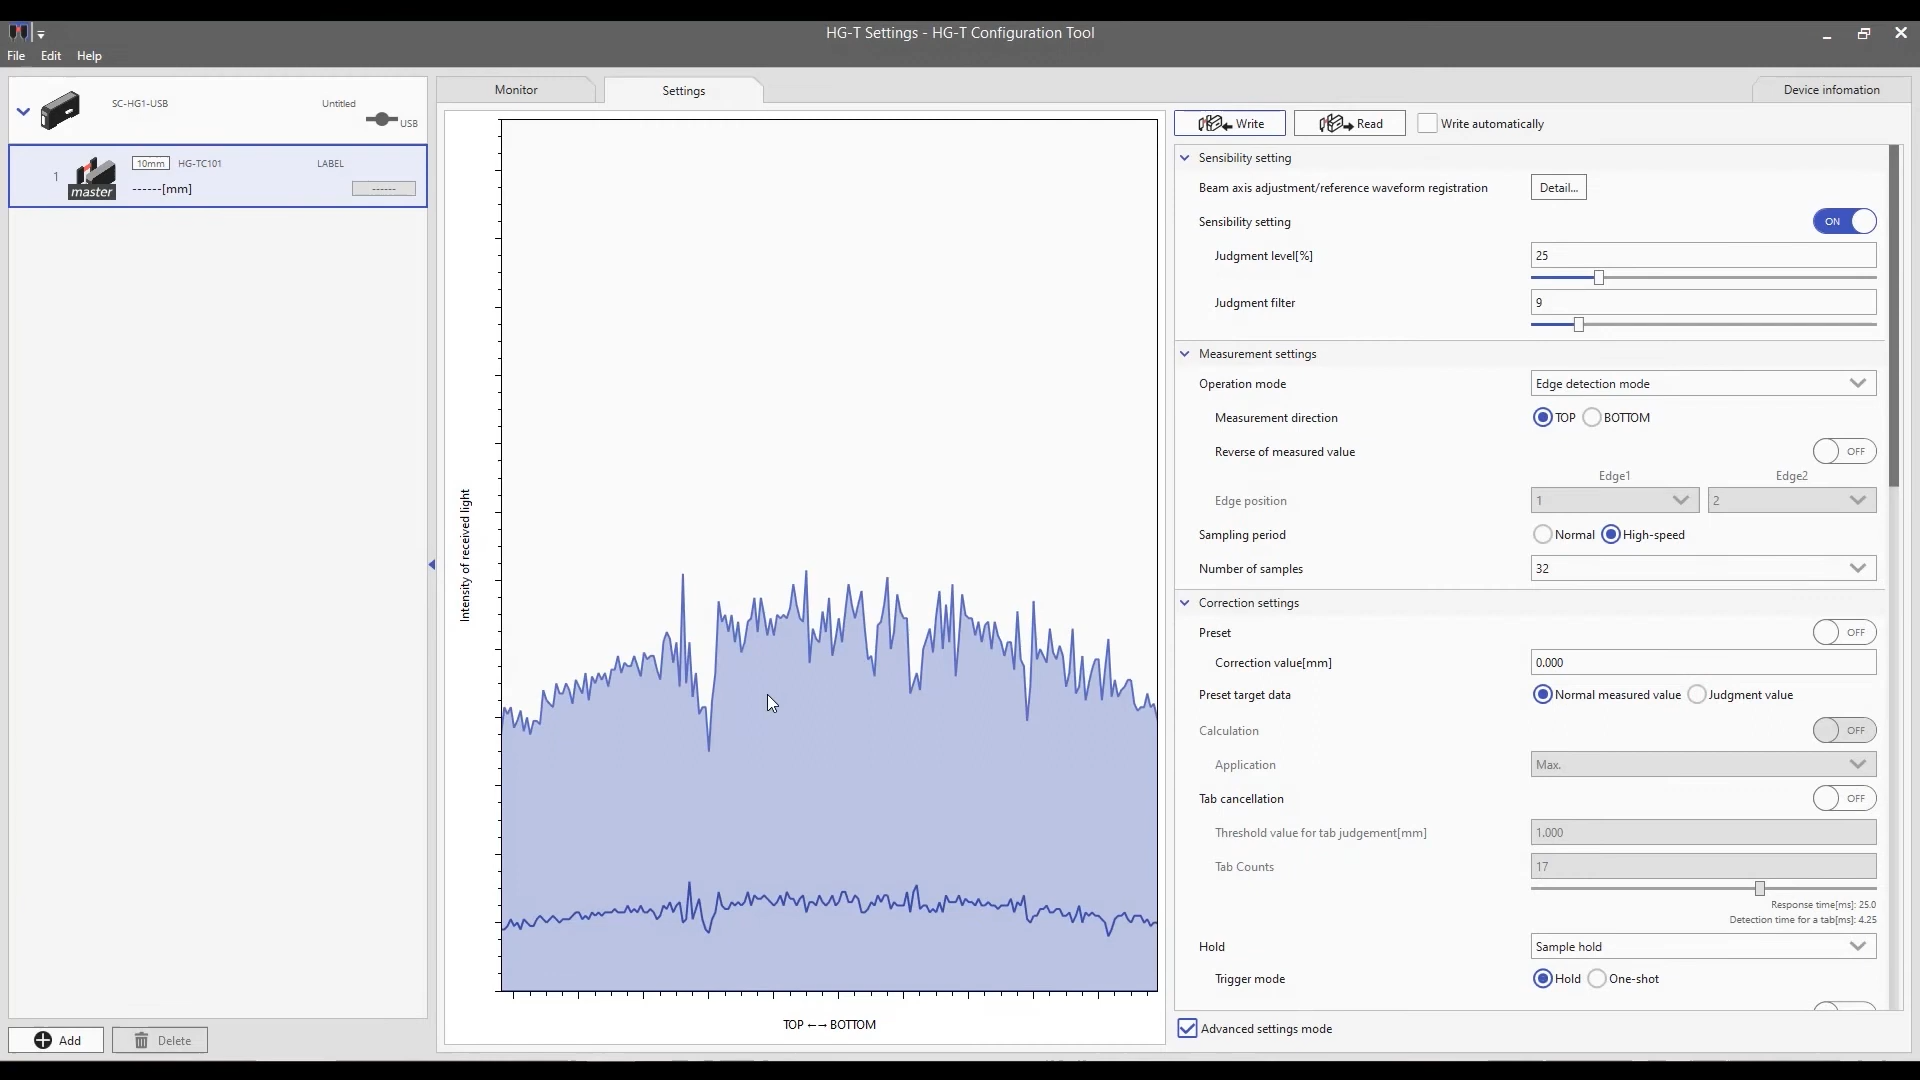 HG-T Settings - HG-T Configuration Tool
File Edit Help
SC-HG1-USB Untitled
USB
1 10mm HG-TC101 LABEL
master ------[mm] ------
Add Delete
Monitor Settings Device infomation
Intensity of received light
TOP ←→ BOTTOM
Write Read Write automatically
Sensibility setting
Beam axis adjustment/reference waveform registration Detail...
Sensibility setting ON
Judgment level[%] 25
Judgment filter 9
Measurement settings
Operation mode Edge detection mode
Measurement direction TOP BOTTOM
Reverse of measured value OFF
Edge1 Edge2
Edge position 1 2
Sampling period Normal High-speed
Number of samples 32
Correction settings
Preset OFF
Correction value[mm] 0.000
Preset target data Normal measured value Judgment value
Calculation OFF
Application Max.
Tab cancellation OFF
Threshold value for tab judgement[mm] 1.000
Tab Counts 17
Response time[ms]: 25.0
Detection time for a tab[ms]: 4.25
Hold Sample hold
Trigger mode Hold One-shot
Advanced settings mode